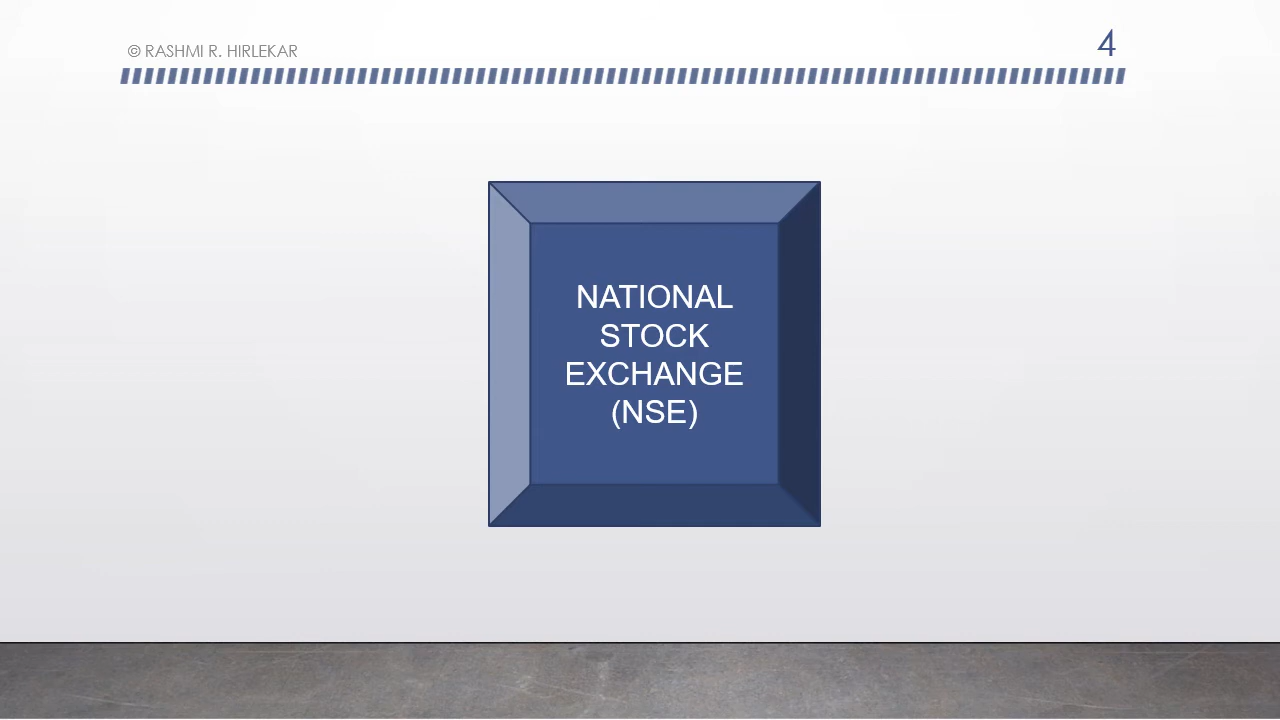 © RASHMI R. HIRLEKAR
4
NATIONAL
STOCK
EXCHANGE
(NSE)